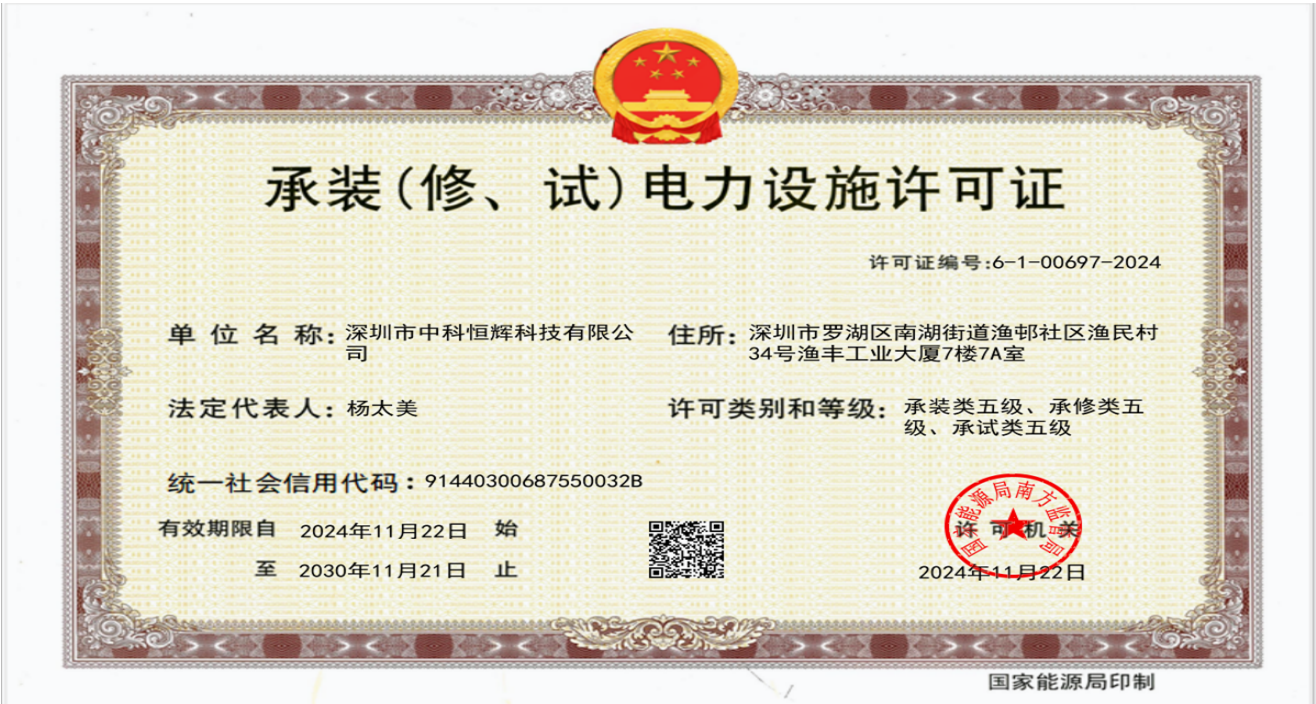 承装(修、试)电力设施许可证
许可证编号:6-1-00697-2024
单位名称:深圳市中科恒辉科技有限公
司
住所:深圳市罗湖区南湖街道渔邨社区渔民村
34号渔丰工业大厦7楼7A室
法定代表人:杨太美
许可类别和等级:承装类五级、承修类五
级、承试类五级
统一社会信用代码:91440300687550032B
有效期限自 2024年11月22日 始
至 2030年11月21日 止
国家能源局南方监管局
许可机关
2024年11月22日
国家能源局印制